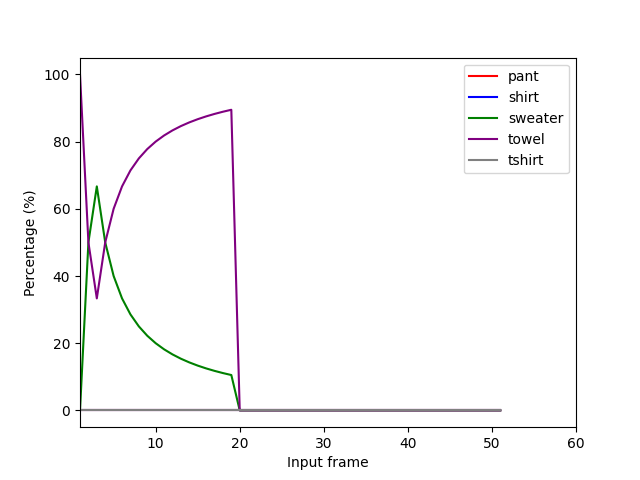 100
80
60
40
20
0
Percentage (%)
pant
shirt
sweater
towel
tshirt
10 20 30 40 50 60
Input frame